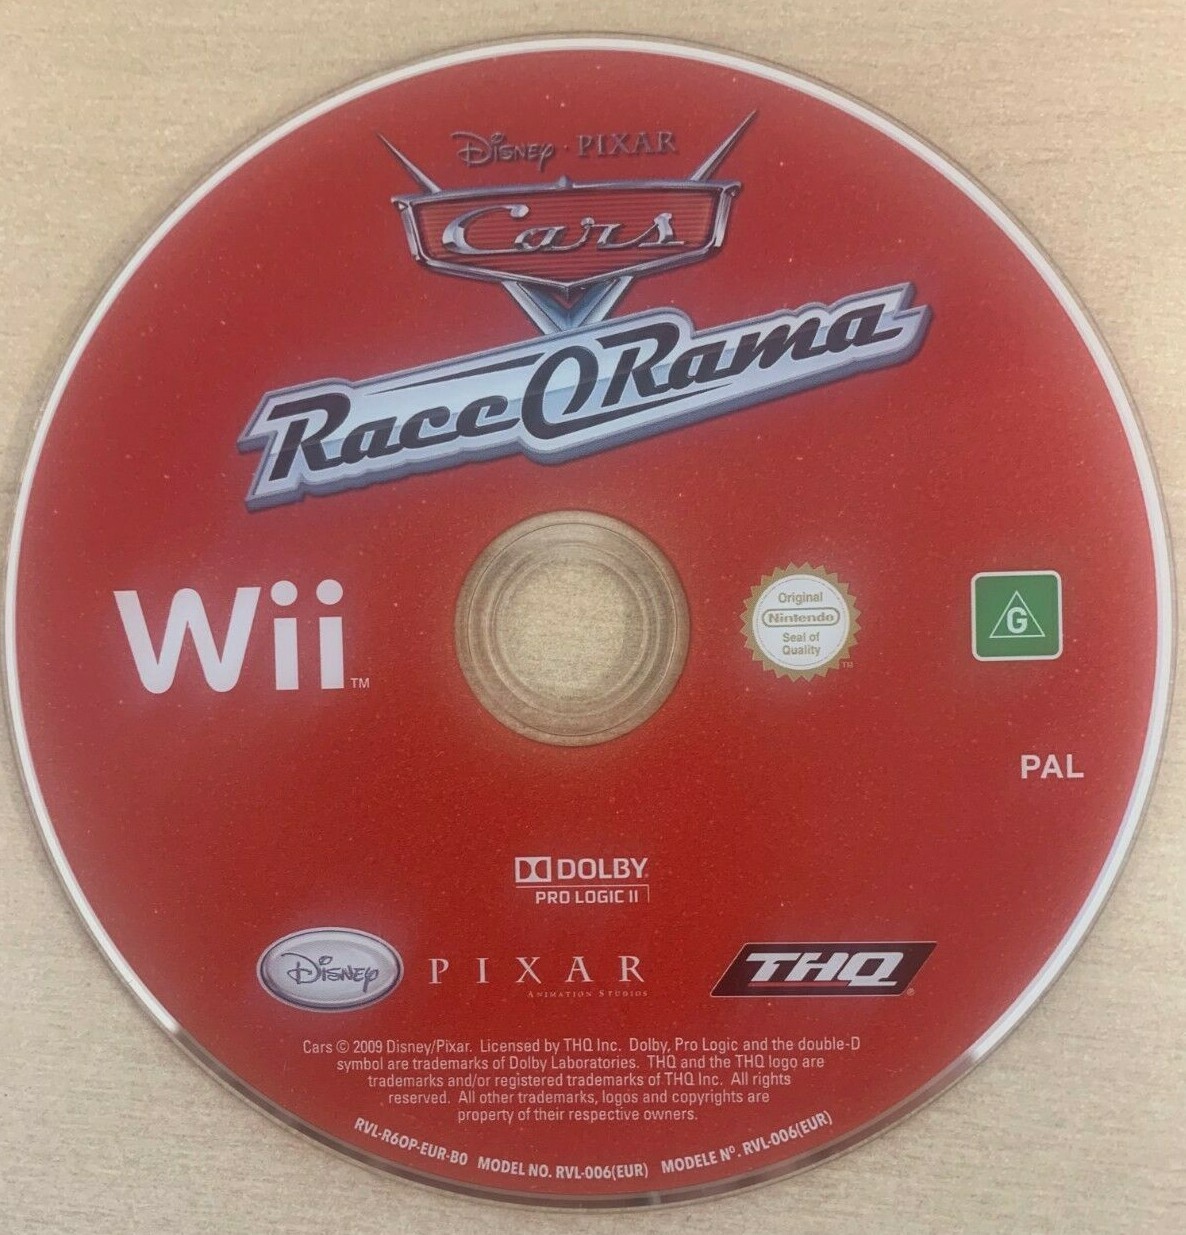 Disney · PIXAR
Cars
Race O Rama
Wii™
Original
Nintendo
Seal of
Quality
TM
G
PAL
DOLBY
PRO LOGIC II
Disney
PIXAR
ANIMATION STUDIOS
THQ®
Cars © 2009 Disney/Pixar. Licensed by THQ Inc. Dolby, Pro Logic and the double-D
symbol are trademarks of Dolby Laboratories. THQ and the THQ logo are
trademarks and/or registered trademarks of THQ Inc. All rights
reserved. All other trademarks, logos and copyrights are
property of their respective owners.
RVL-R6OP-EUR-B0 MODEL NO. RVL-006(EUR) MODELE Nº. RVL-006(EUR)